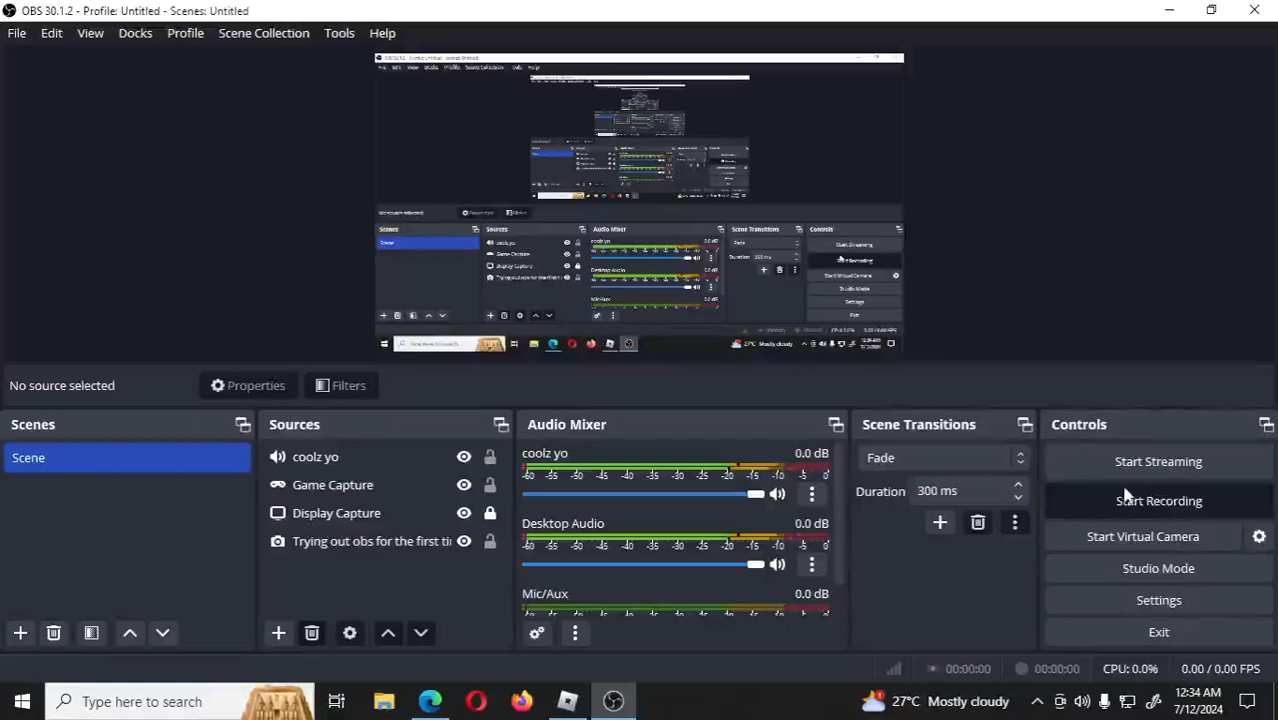 OBS 30.1.2 - Profile: Untitled - Scenes: Untitled
File Edit View Docks Profile Scene Collection Tools Help
No source selected Properties Filters
Scenes
Scene
Sources
coolz yo
Game Capture
Display Capture
Trying out obs for the first ti
Audio Mixer
coolz yo 0.0 dB
-60 -55 -50 -45 -40 -35 -30 -25 -20 -15 -10 -5 0
Desktop Audio 0.0 dB
-60 -55 -50 -45 -40 -35 -30 -25 -20 -15 -10 -5 0
Mic/Aux 0.0 dB
Scene Transitions
Fade
Duration 300 ms
Controls
Start Streaming
Start Recording
Start Virtual Camera
Studio Mode
Settings
Exit
00:00:00 00:00:00 CPU: 0.0% 0.00 / 0.00 FPS
Type here to search
27°C Mostly cloudy
12:34 AM
7/12/2024